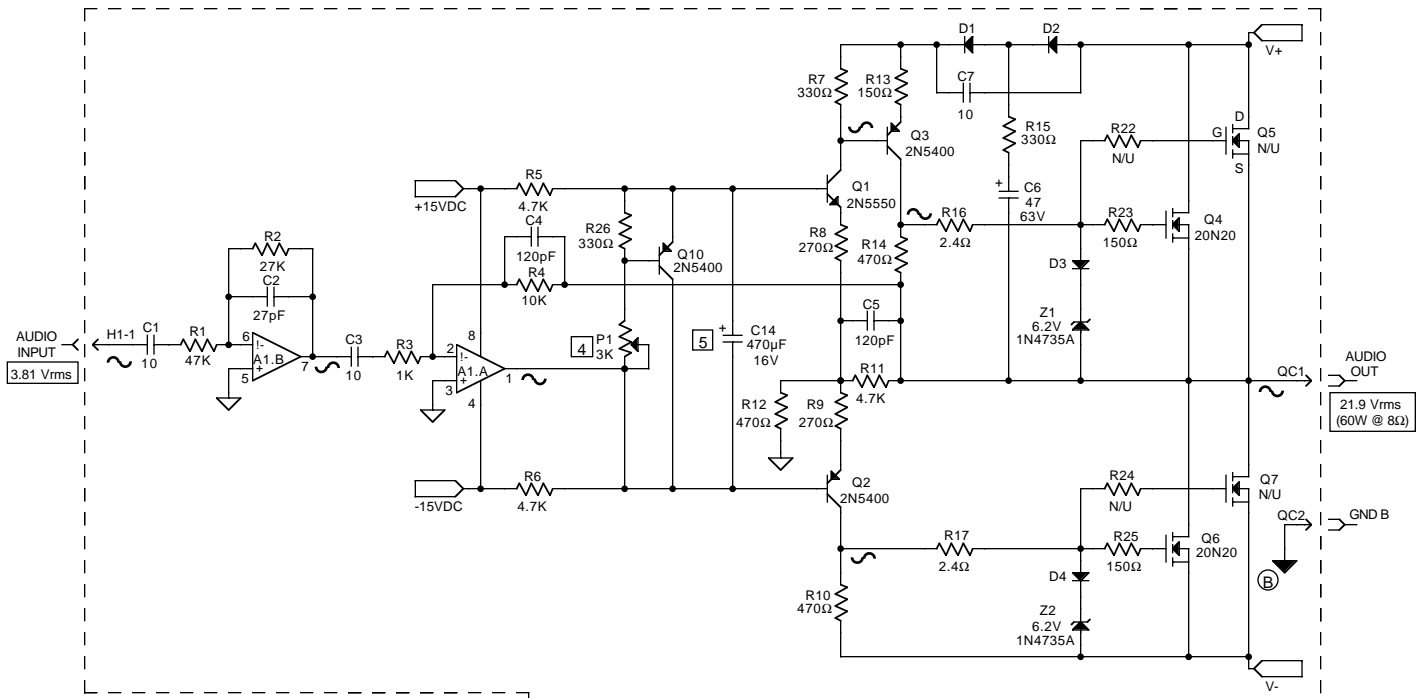 D1
D2
V+
R7
330Ω
R13
150Ω
C7
10
R15
330Ω
Q3
2N5400
R22
N/U
D
G
S
Q5
N/U
+15VDC
R5
4.7K
C4
120pF
R4
10K
R26
330Ω
Q10
2N5400
Q1
2N5550
R8
270Ω
R14
470Ω
+
C6
47
63V
R16
2.4Ω
R23
150Ω
Q4
20N20
D3
Z1
6.2V
1N4735A
R2
27K
C2
27pF
AUDIO
INPUT
3.81 Vrms
H1-1
C1
10
R1
47K
6
!-
A1.B
+
5
7
C3
10
R3
1K
8
2
!-
A1.A
+
3
4
1
4
P1
3K
5
+
C14
470µF
16V
C5
120pF
R11
4.7K
R12
470Ω
R9
270Ω
QC1
AUDIO
OUT
21.9 Vrms
(60W @ 8Ω)
-15VDC
R6
4.7K
Q2
2N5400
R24
N/U
Q7
N/U
R17
2.4Ω
R25
150Ω
Q6
20N20
QC2
GND B
B
R10
470Ω
D4
Z2
6.2V
1N4735A
V-